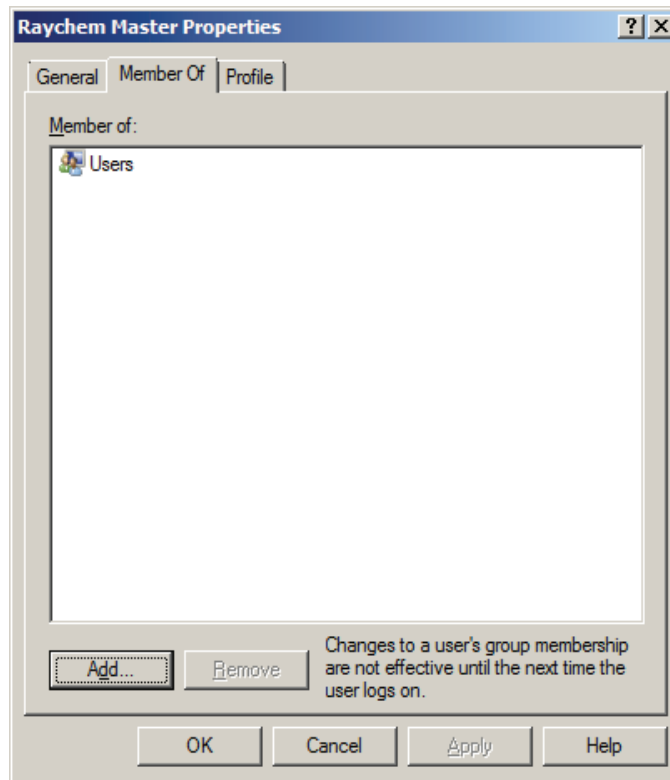 Raychem Master Properties
General Member Of Profile
Member of:
Users
Add... Remove
Changes to a user's group membership
are not effective until the next time the
user logs on.
OK Cancel Apply Help